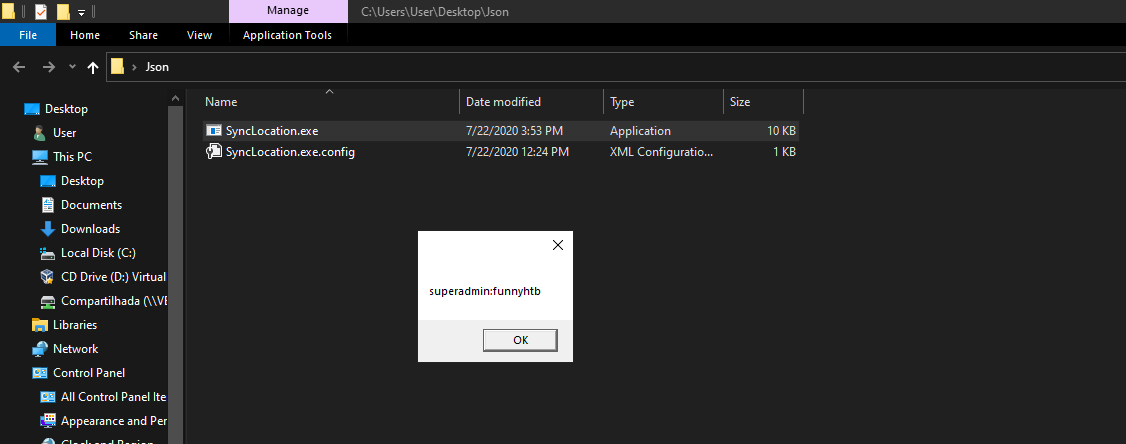 Manage C:\Users\User\Desktop\Json
File Home Share View Application Tools
Json
Name Date modified Type Size
SyncLocation.exe 7/22/2020 3:53 PM Application 10 KB
SyncLocation.exe.config 7/22/2020 12:24 PM XML Configuratio... 1 KB
Desktop
User
This PC
Desktop
Documents
Downloads
Local Disk (C:)
CD Drive (D:) Virtual
Compartilhada (\\VE
Libraries
Network
Control Panel
All Control Panel Ite
Appearance and Per
Clock and Region
superadmin:funnyhtb
OK